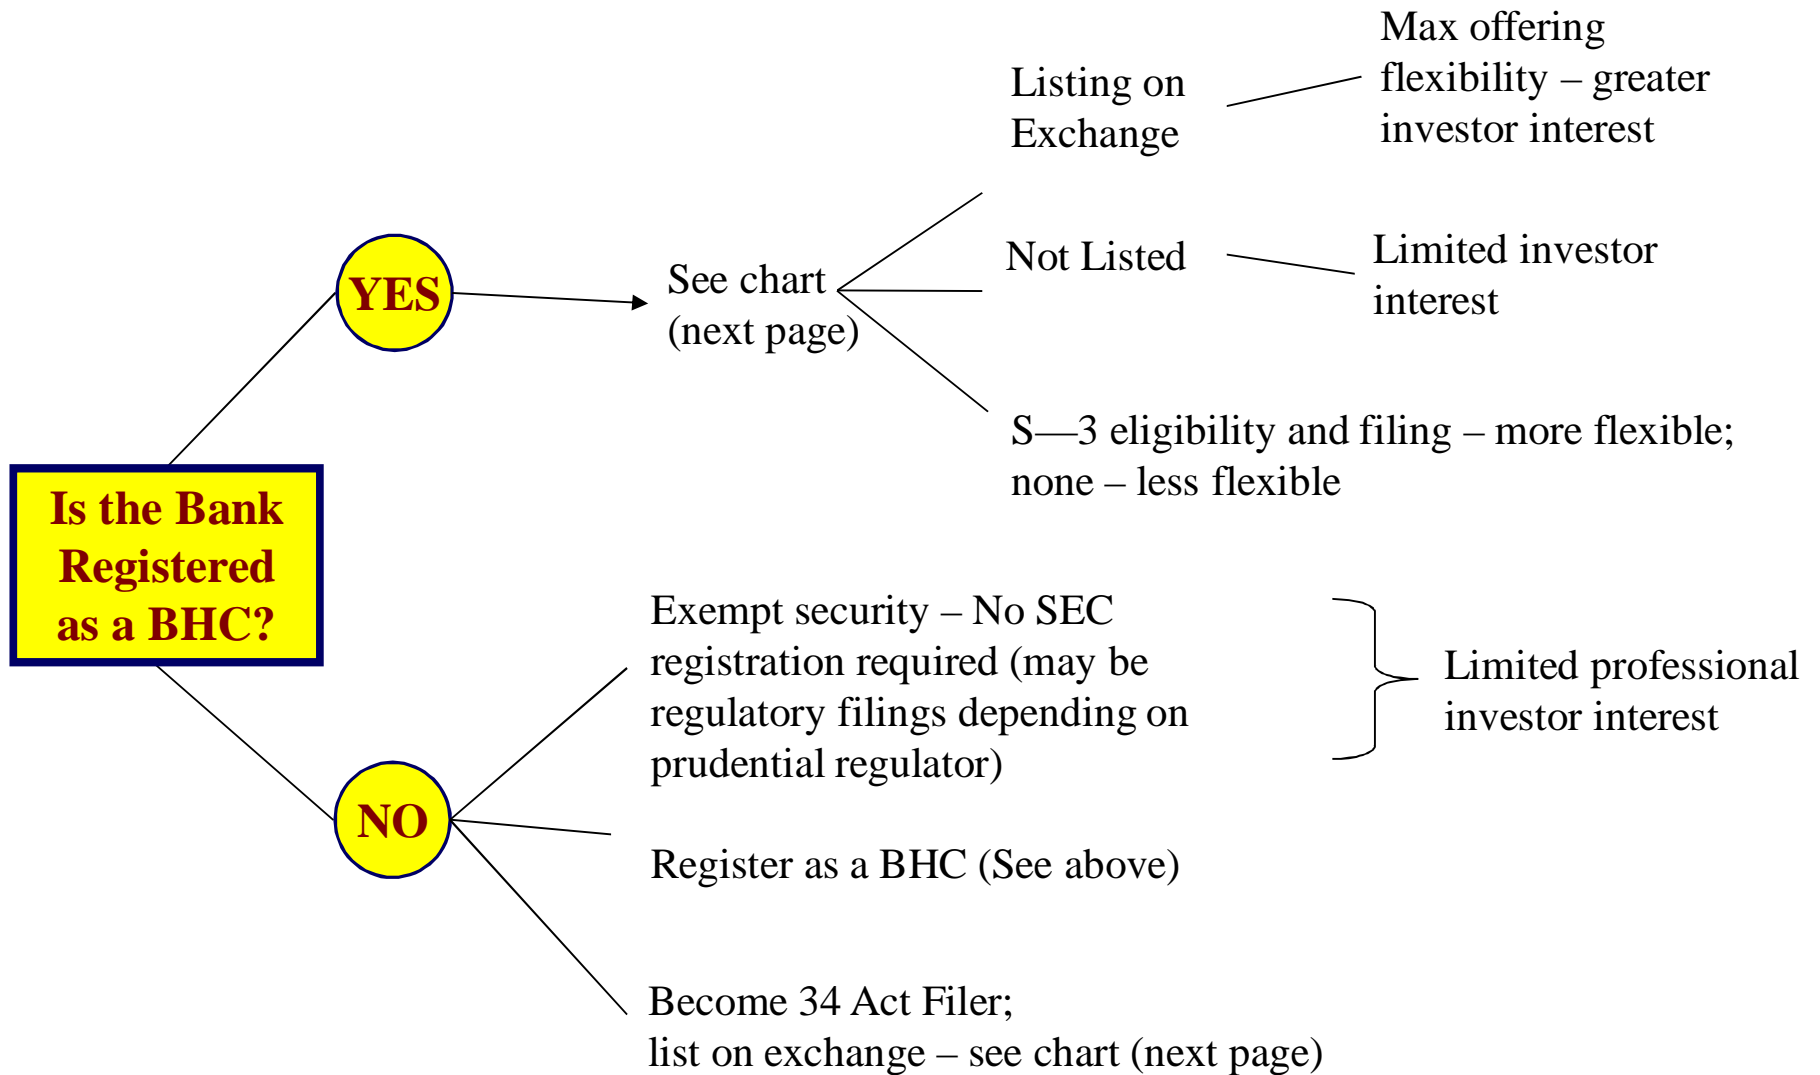 Max offering
flexibility – greater
investor interest
Listing on
Exchange
Not Listed
Limited investor
interest
YES
See chart
(next page)
S—3 eligibility and filing – more flexible;
none – less flexible
Is the Bank
Registered
as a BHC?
Exempt security – No SEC
registration required (may be
regulatory filings depending on
prudential regulator)
Limited professional
investor interest
NO
Register as a BHC (See above)
Become 34 Act Filer;
list on exchange – see chart (next page)